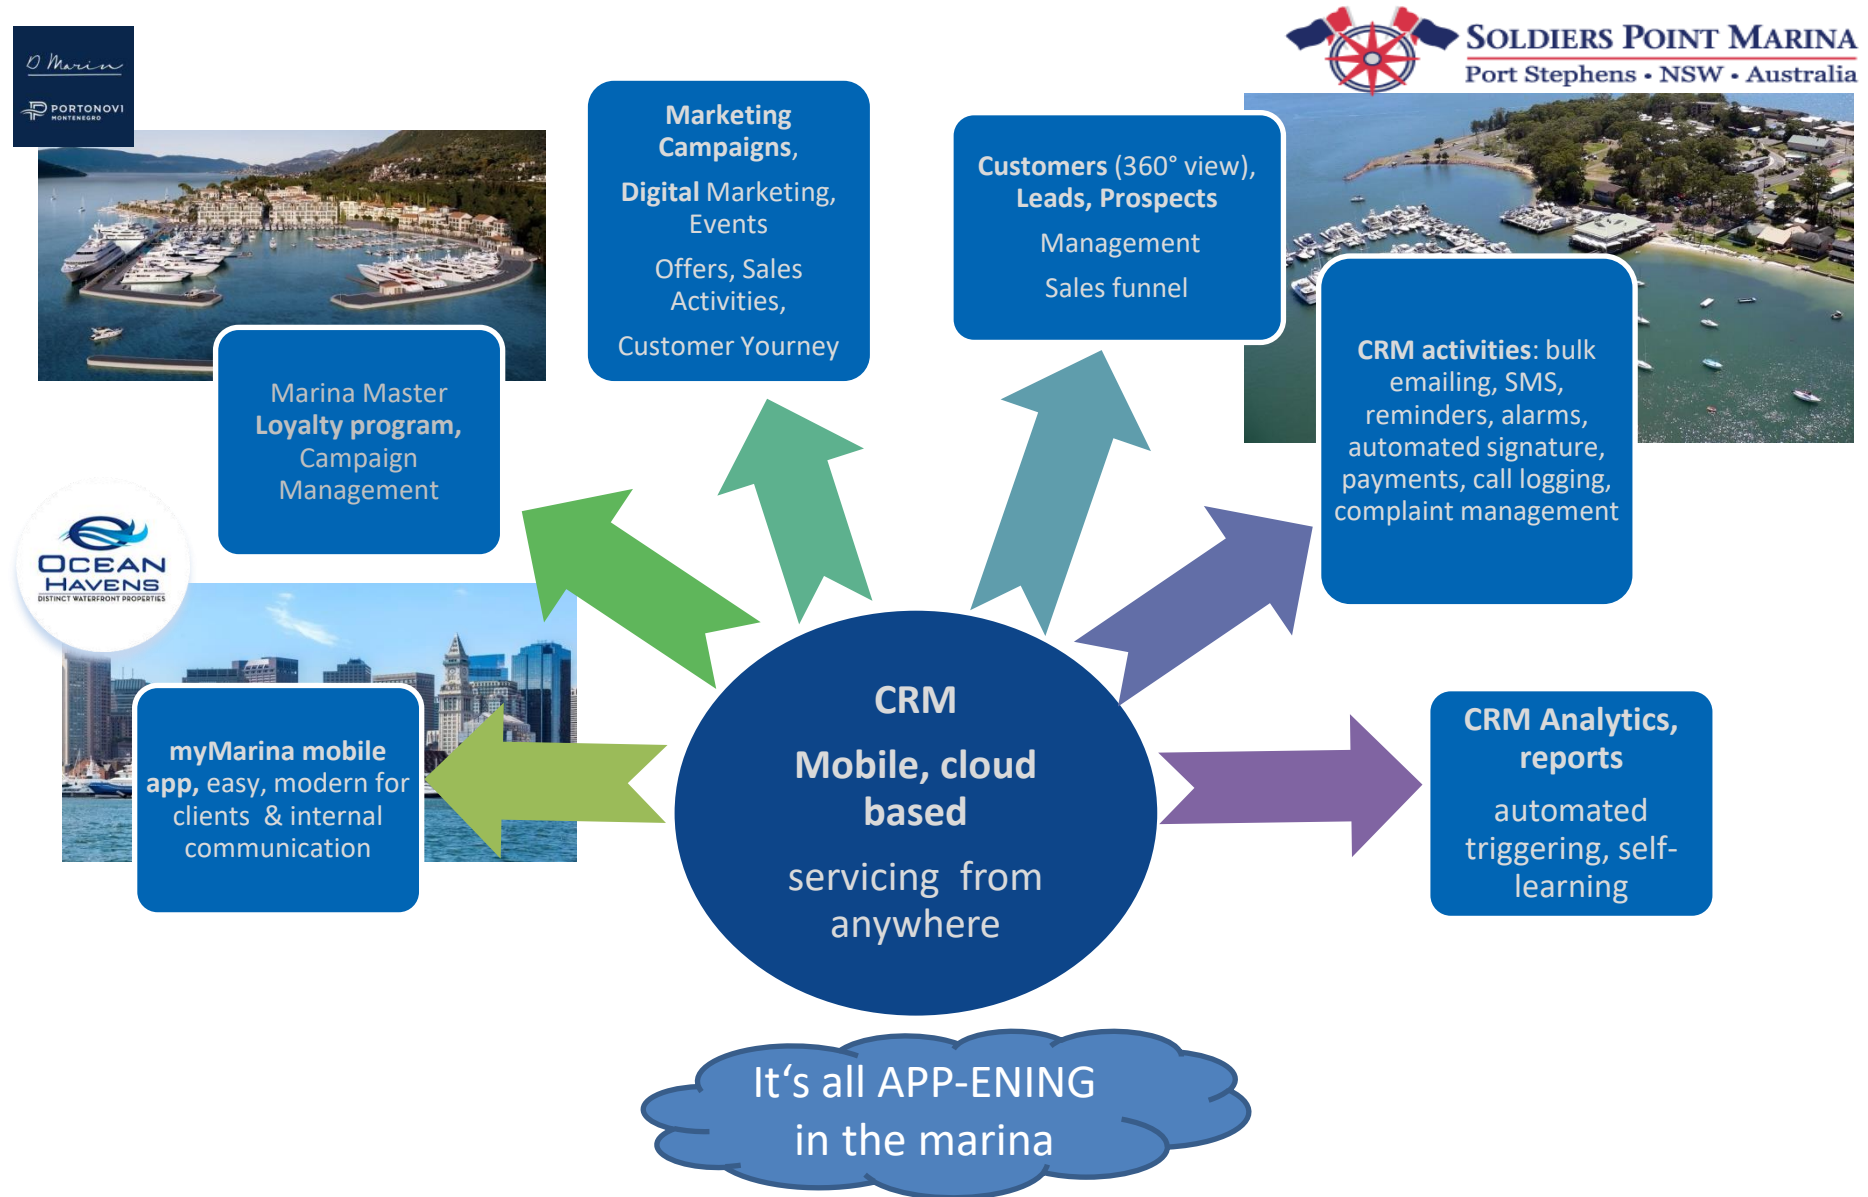 D Marin
PORTONOVI
MONTENEGRO
SOLDIERS POINT MARINA
Port Stephens • NSW • Australia
Marketing
Campaigns,
Digital Marketing,
Events
Offers, Sales
Activities,
Customer Yourney
Customers (360° view),
Leads, Prospects
Management
Sales funnel
CRM activities: bulk
emailing, SMS,
reminders, alarms,
automated signature,
payments, call logging,
complaint management
Marina Master
Loyalty program,
Campaign
Management
OCEAN
HAVENS
DISTINCT WATERFRONT PROPERTIES
myMarina mobile
app, easy, modern for
clients & internal
communication
CRM
Mobile, cloud
based
servicing from
anywhere
CRM Analytics,
reports
automated
triggering, self-
learning
It‘s all APP-ENING
in the marina